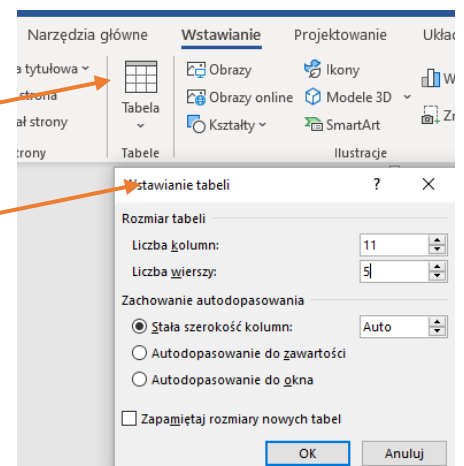 Narzędzia główne Wstawianie Projektowanie Układ
a tytułowa Obrazy Ikony W
strona Obrazy online Modele 3D
Tabela
ał strony Kształty SmartArt Zr
trony Tabele Ilustracje
Wstawianie tabeli ? ×
Rozmiar tabeli
Liczba kolumn: 11
Liczba wierszy: 5
Zachowanie autodopasowania
Stała szerokość kolumn: Auto
Autodopasowanie do zawartości
Autodopasowanie do okna
Zapamiętaj rozmiary nowych tabel
OK Anuluj